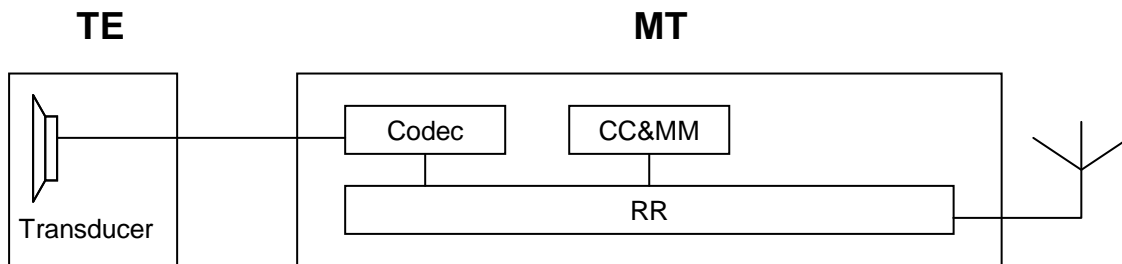 TE
MT
Codec
CC&MM
RR
Transducer